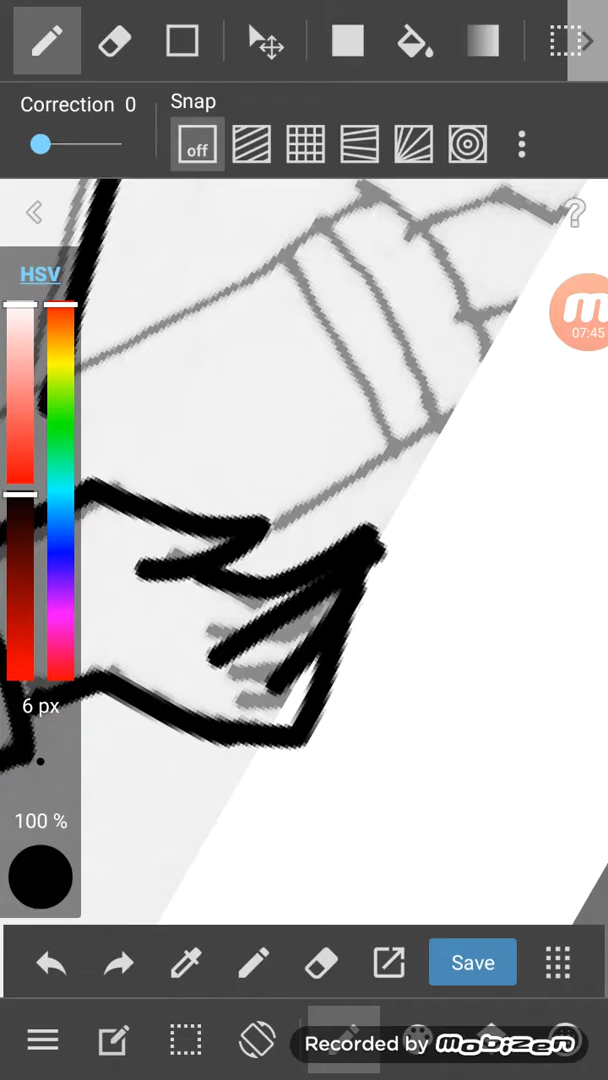 Correction 0
Snap
off
?
HSV
m
07:45
6 px
100 %
Save
Recorded by mobizen